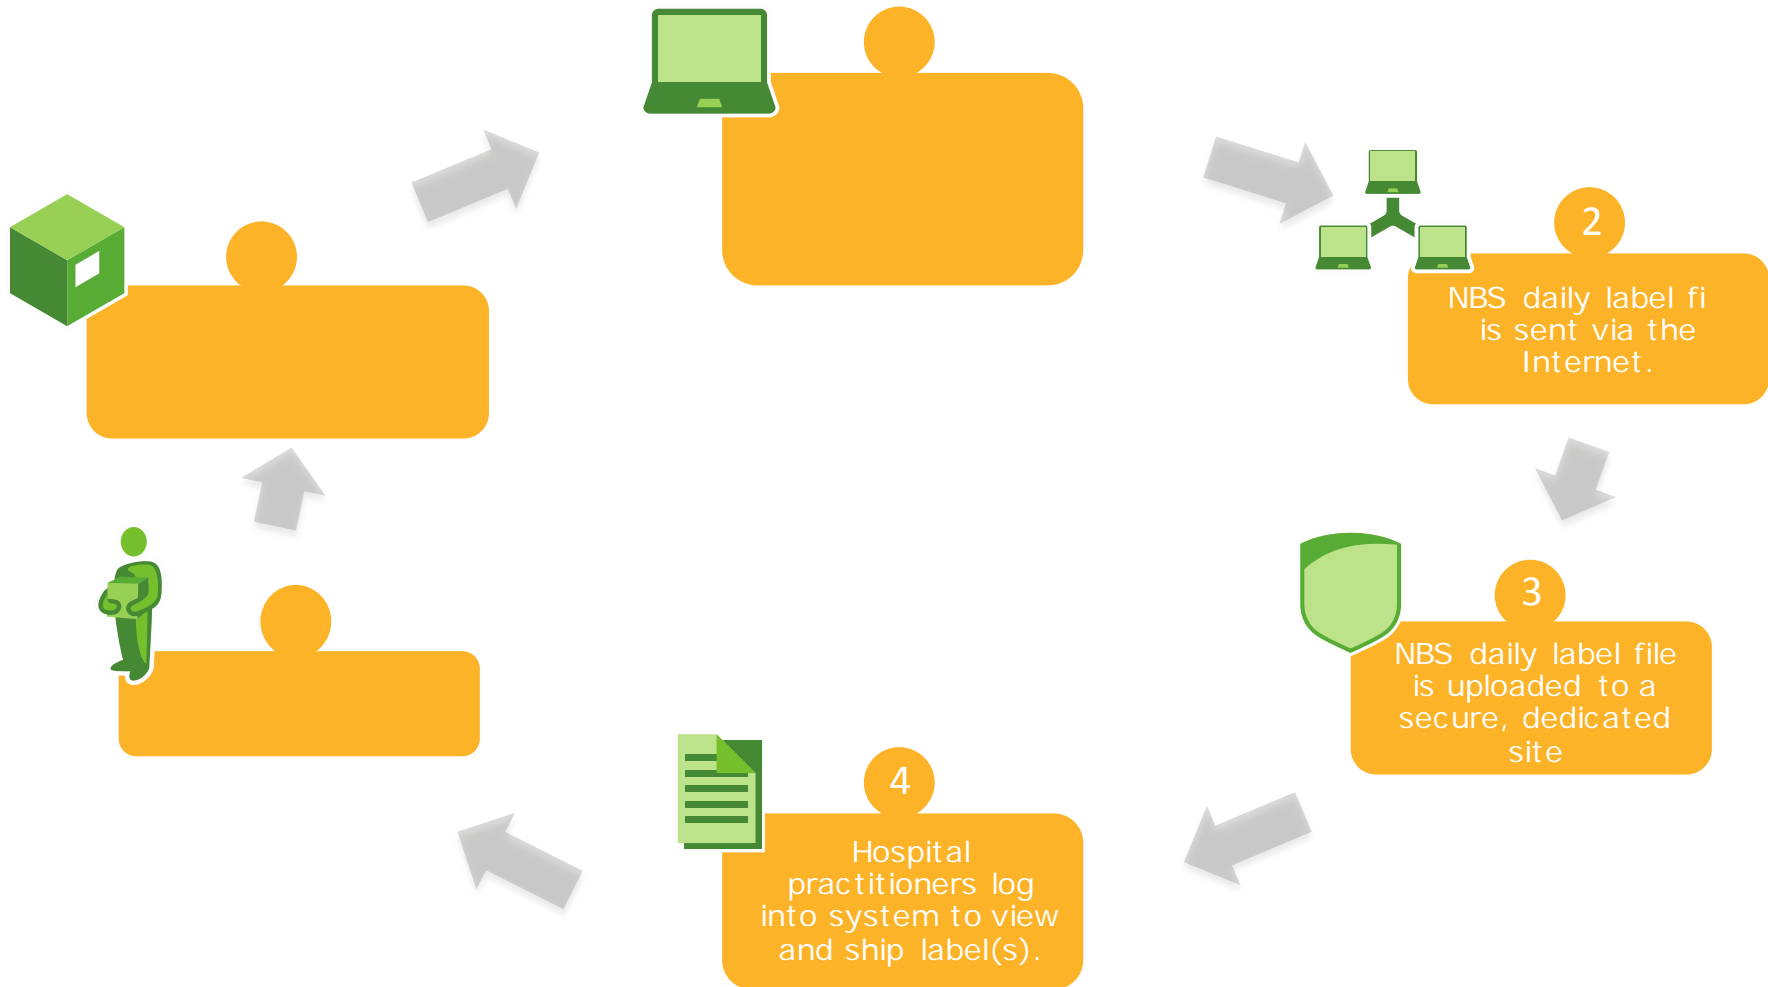 2
NBS daily label fi
is sent via the
Internet.
3
NBS daily label file
is uploaded to a
secure, dedicated
site
4
Hospital
practitioners log
into system to view
and ship label(s).